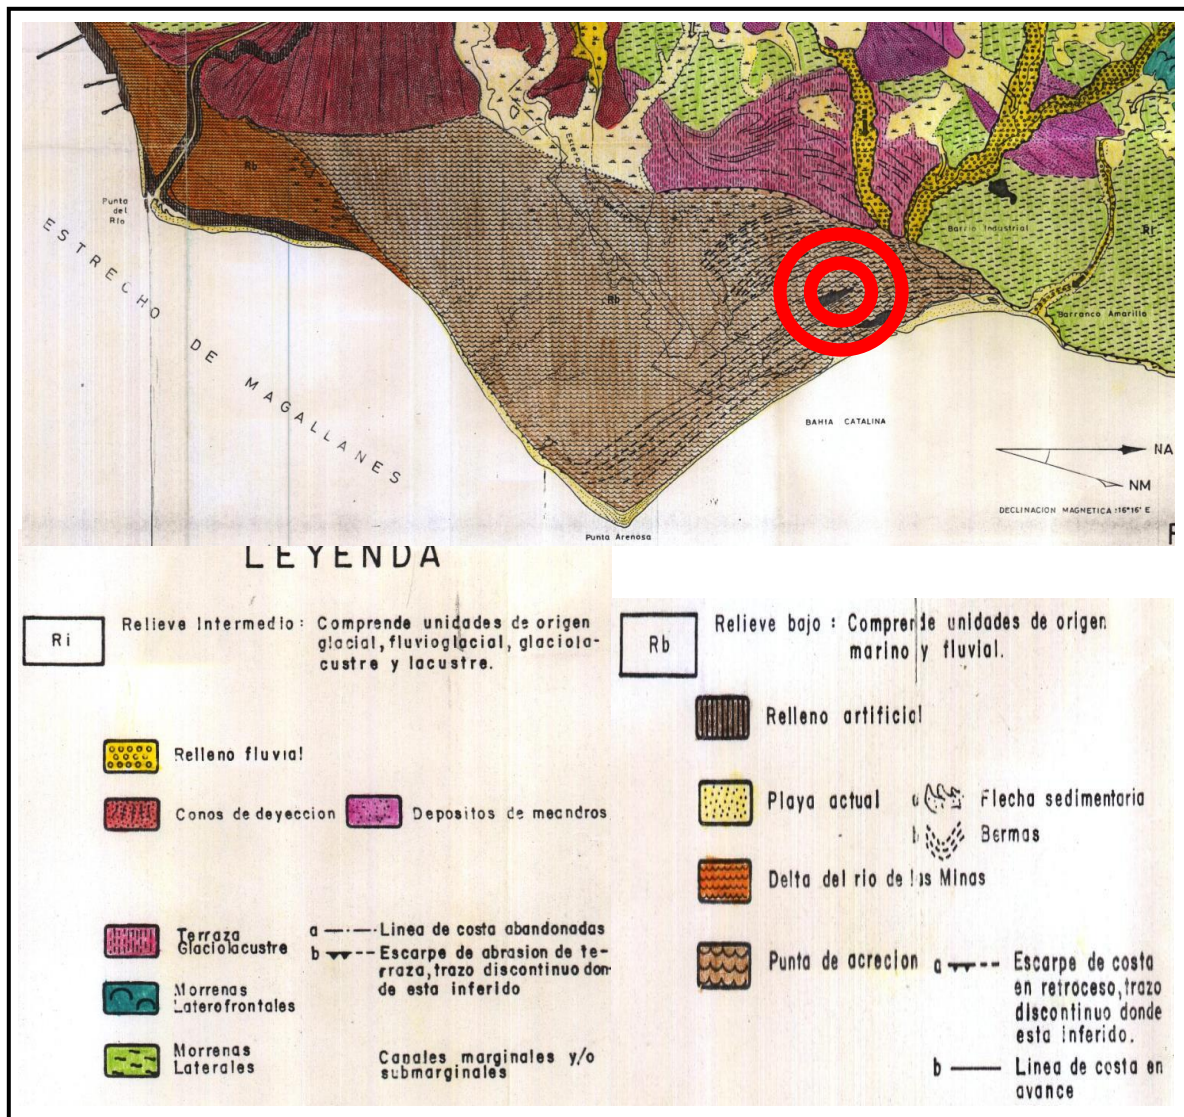 Rb
Punta
del
Rio
ESTRECHO
DE MAGALLANES
Rb
Barrio Industrial
Ri
Barranco Amarillo
BAHIA CATALINA
NA
NM
DECLINACION MAGNETICA :16°16' E
Punta Arenosa
LEYENDA
Ri
Relieve Intermedio: Comprende unidades de origen
glacial, fluvioglacial, glaciola-
custre y lacustre.
Relleno fluvial
Conos de deyeccion
Depositos de meandros
Terraza
Glaciolacustre
a Linea de costa abandonadas
b Escarpe de abrasion de te-
rraza, trazo discontinuo don-
de esta inferido
Morrenas
Laterofrontales
Morrenas
Laterales
Canales marginales y/o
submarginales
Rb
Relieve bajo : Comprende unidades de origen
marino y fluvial.
Relleno artificial
Playa actual
a Flecha sedimentaria
b Bermas
Delta del rio de las Minas
Punta de acrecion
a Escarpe de costa
en retroceso, trazo
discontinuo donde
esta inferido.
b Linea de costa en
avance